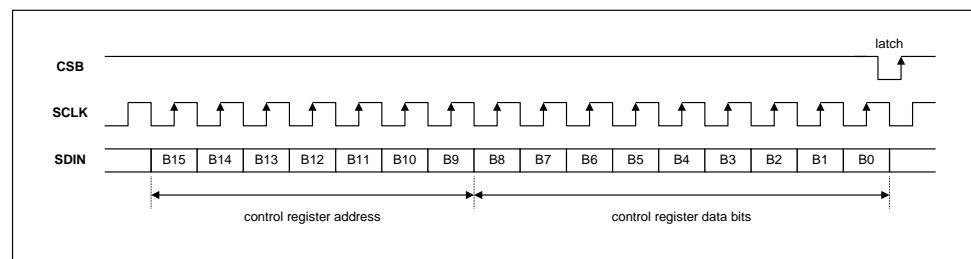 latch
CSB
SCLK
SDIN B15 B14 B13 B12 B11 B10 B9 B8 B7 B6 B5 B4 B3 B2 B1 B0
control register address control register data bits